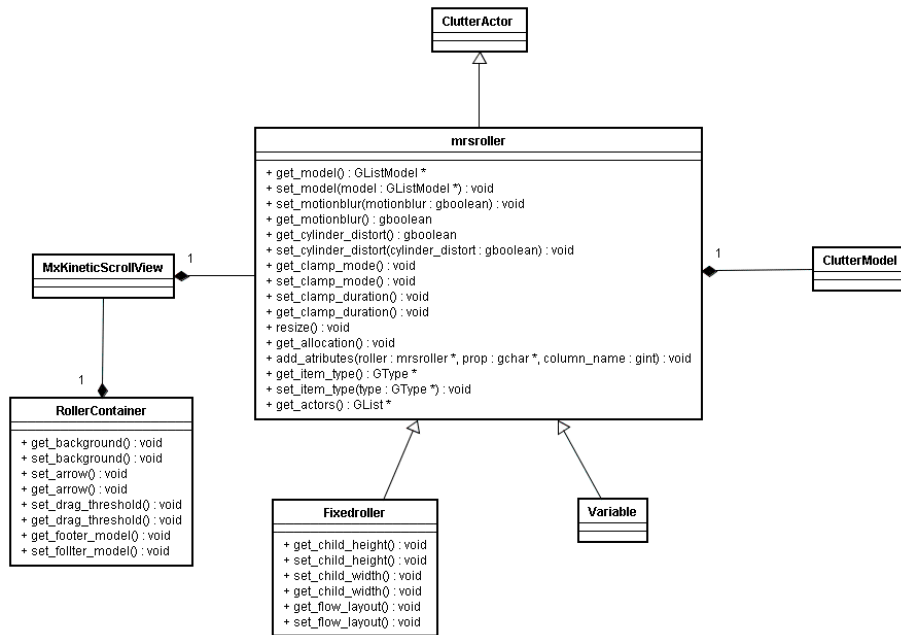 ClutterActor
mrsroller
+ get_model() : GListModel *
+ set_model(model : GListModel *) : void
+ set_motionblur(motionblur : gboolean) : void
+ get_motionblur() : gboolean
+ get_cylinder_distort() : gboolean
+ set_cylinder_distort(cylinder_distort : gboolean) : void
+ get_clamp_mode() : void
+ set_clamp_mode() : void
+ set_clamp_duration() : void
+ get_clamp_duration() : void
+ resize() : void
+ get_allocation() : void
+ add_atributes(roller : mrsroller *, prop : gchar *, column_name : gint) : void
+ get_item_type() : GType *
+ set_item_type(type : GType *) : void
+ get_actors() : GList *
1
MxKineticScrollView
1
ClutterModel
1
RollerContainer
+ get_background() : void
+ set_background() : void
+ set_arrow() : void
+ get_arrow() : void
+ set_drag_threshold() : void
+ get_drag_threshold() : void
+ get_footer_model() : void
+ set_follter_model() : void
Fixedroller
+ get_child_height() : void
+ set_child_height() : void
+ set_child_width() : void
+ get_child_width() : void
+ get_flow_layout() : void
+ set_flow_layout() : void
Variable